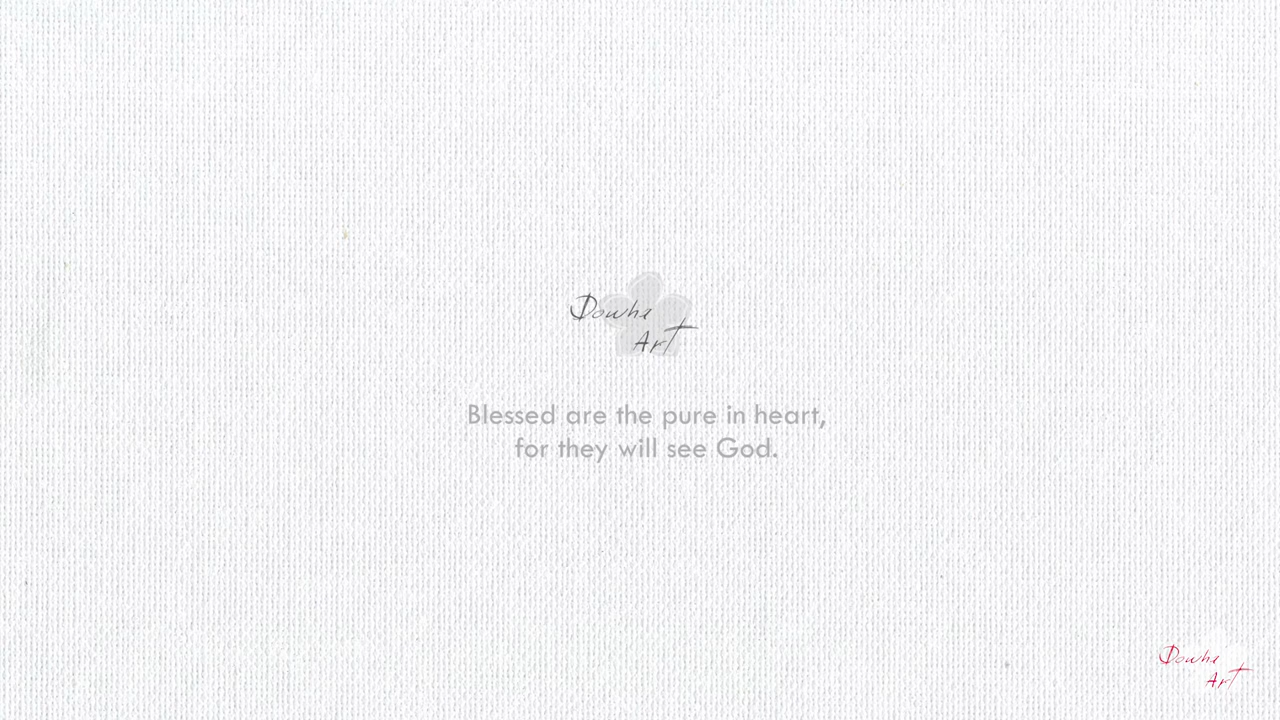 Dowha
Art
Blessed are the pure in heart,
for they will see God.
Dowha
Art